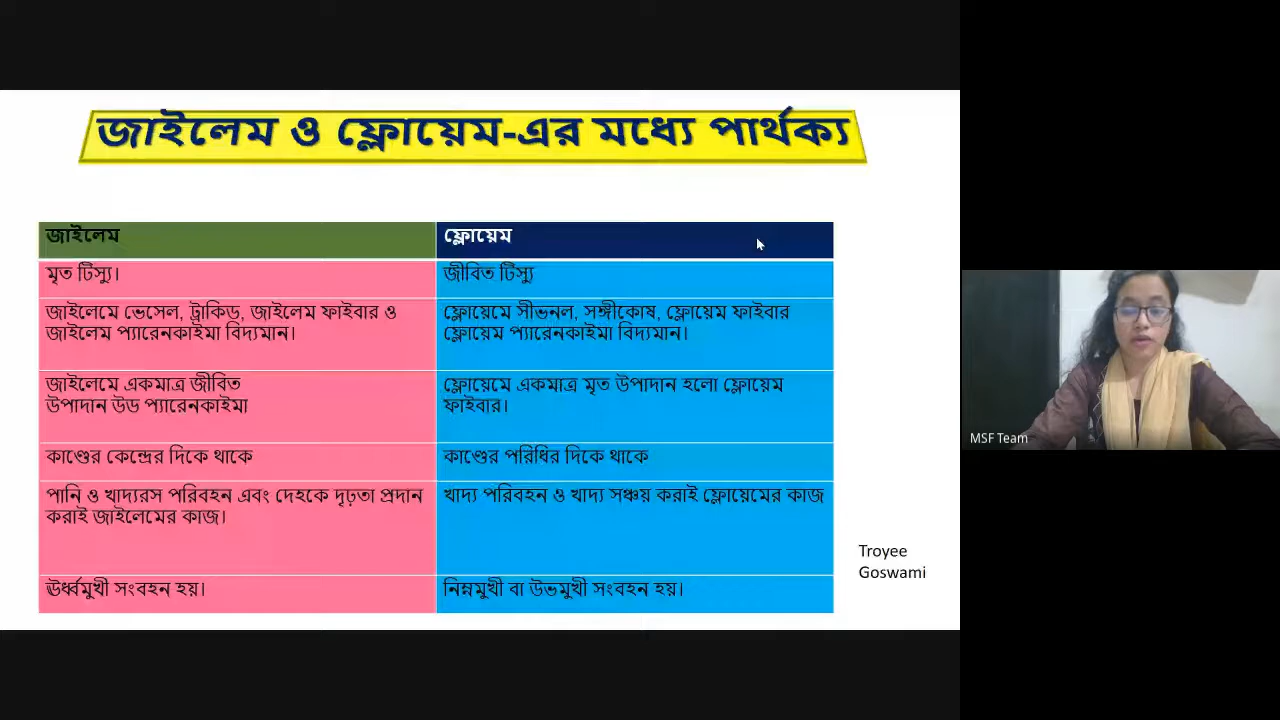 জাইলেম ও ফ্লোয়েম-এর মধ্যে পার্থক্য
জাইলেম
ফ্লোয়েম
মৃত টিস্যু।
জীবিত টিস্যু
জাইলেমে ভেসেল, ট্রাকিড, জাইলেম ফাইবার ও
জাইলেম প্যারেনকাইমা বিদ্যমান।
ফ্লোয়েমে সীভনল, সঙ্গীকোষ, ফ্লোয়েম ফাইবার
ফ্লোয়েম প্যারেনকাইমা বিদ্যমান।
জাইলেমে একমাত্র জীবিত
উপাদান উড প্যারেনকাইমা
ফ্লোয়েমে একমাত্র মৃত উপাদান হলো ফ্লোয়েম
ফাইবার।
কাণ্ডের কেন্দ্রের দিকে থাকে
কাণ্ডের পরিধির দিকে থাকে
পানি ও খাদ্যরস পরিবহন এবং দেহকে দৃঢ়তা প্রদান
করাই জাইলেমের কাজ।
খাদ্য পরিবহন ও খাদ্য সঞ্চয় করাই ফ্লোয়েমের কাজ
ঊর্ধ্বমুখী সংবহন হয়।
নিম্নমুখী বা উভমুখী সংবহন হয়।
Troyee
Goswami
MSF Team